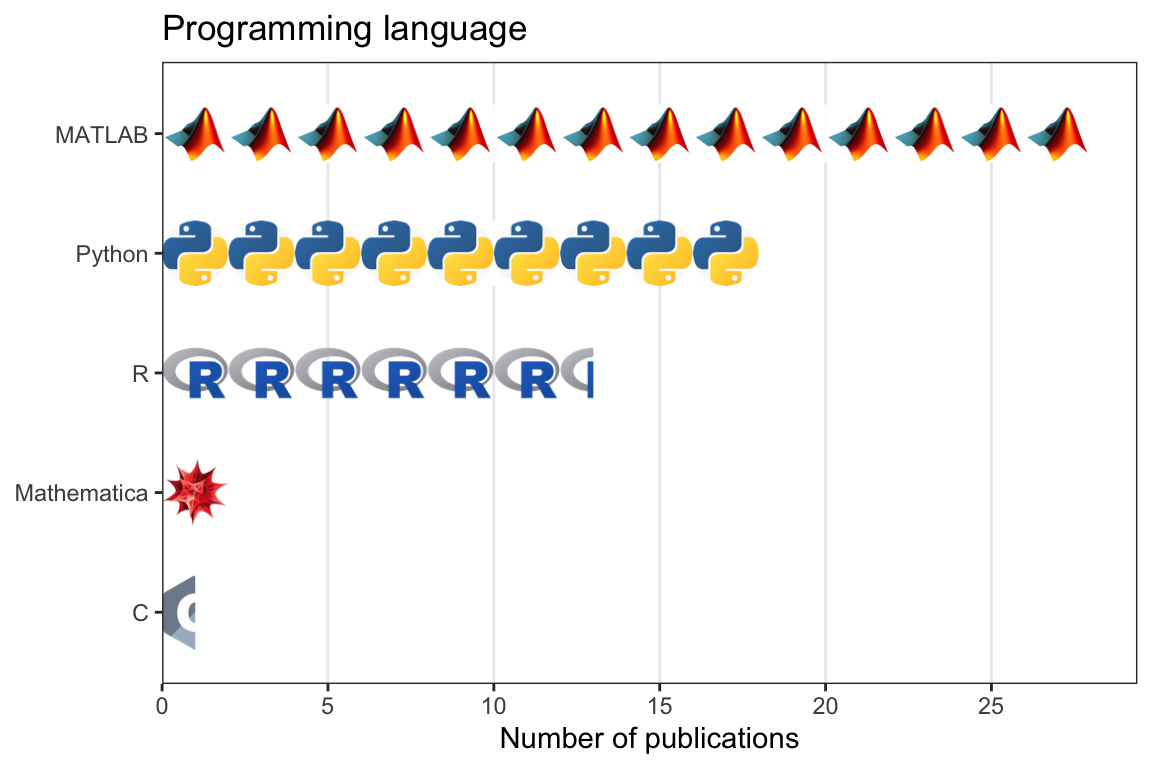 Programming language
MATLAB
Python
R
R R R R R R
Mathematica
C
0 5 10 15 20 25
Number of publications